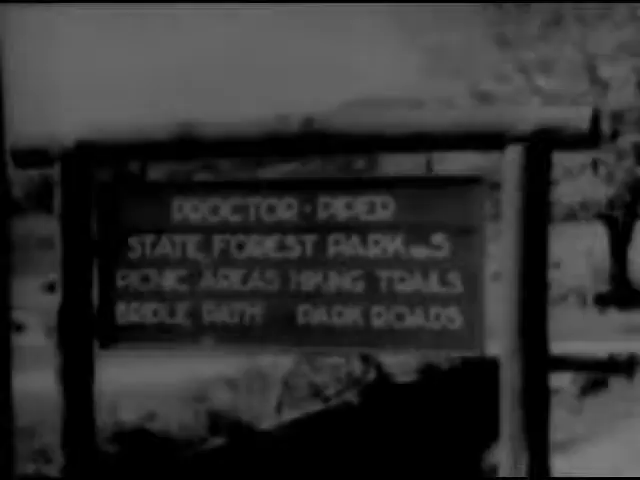 PROCTOR - PIPER
STATE FOREST PARK S
PICNIC AREAS HIKING TRAILS
BRIDLE PATH PARK ROADS